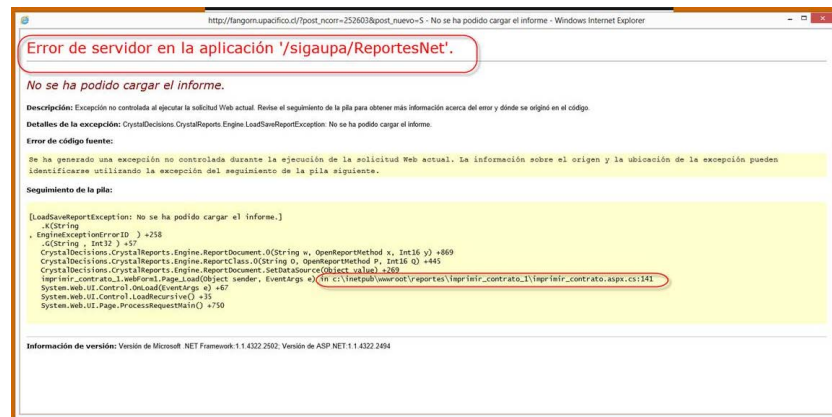 http://fangorn.upacifico.cl/?post_ncorr=252603&post_nuevo=S - No se ha podido cargar el informe - Windows Internet Explorer
Error de servidor en la aplicación '/sigaupa/ReportesNet'.
No se ha podido cargar el informe.
Descripción: Excepción no controlada al ejecutar la solicitud Web actual. Revise el seguimiento de la pila para obtener más información acerca del error y dónde se originó en el código.
Detalles de la excepción: CrystalDecisions.CrystalReports.Engine.LoadSaveReportException: No se ha podido cargar el informe.
Error de código fuente:
Se ha generado una excepción no controlada durante la ejecución de la solicitud Web actual. La información sobre el origen y la ubicación de la excepción pueden
identificarse utilizando la excepción del seguimiento de la pila siguiente.
Seguimiento de la pila:
[LoadSaveReportException: No se ha podido cargar el informe.]
.K(String
, EngineExceptionErrorID ) +258
.G(String , Int32 ) +57
CrystalDecisions.CrystalReports.Engine.ReportDocument.O(String w, OpenReportMethod x, Int16 y) +869
CrystalDecisions.CrystalReports.Engine.ReportClass.O(String O, OpenReportMethod P, Int16 Q) +445
CrystalDecisions.CrystalReports.Engine.ReportDocument.SetDataSource(Object value) +269
imprimir_contrato_1.WebForm1.Page_Load(Object sender, EventArgs e) in c:\inetpub\wwwroot\reportes\imprimir_contrato_1\imprimir_contrato.aspx.cs:141
System.Web.UI.Control.OnLoad(EventArgs e) +67
System.Web.UI.Control.LoadRecursive() +35
System.Web.UI.Page.ProcessRequestMain() +750
Información de versión: Versión de Microsoft .NET Framework:1.1.4322.2502; Versión de ASP.NET:1.1.4322.2494